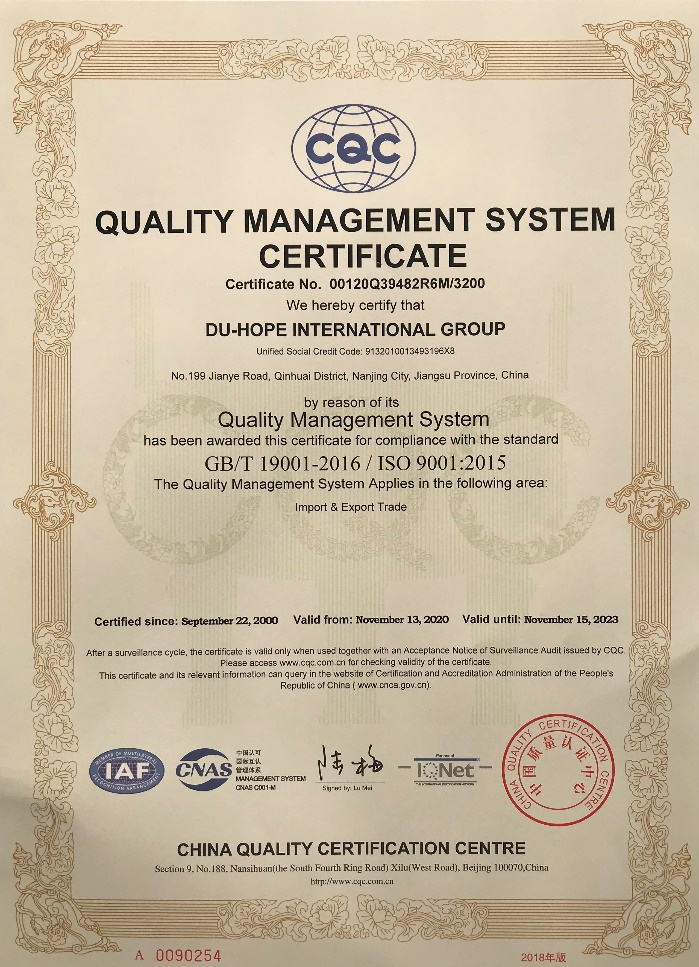 CQC
QUALITY MANAGEMENT SYSTEM
CERTIFICATE
Certificate No. 00120Q39482R6M/3200
We hereby certify that
DU-HOPE INTERNATIONAL GROUP
Unified Social Credit Code: 9132010013493196X8
No.199 Jianye Road, Qinhuai District, Nanjing City, Jiangsu Province, China
by reason of its
Quality Management System
has been awarded this certificate for compliance with the standard
GB/T 19001-2016 / ISO 9001:2015
The Quality Management System Applies in the following area:
Import & Export Trade
Certified since: September 22, 2000 Valid from: November 13, 2020 Valid until: November 15, 2023
After a surveillance cycle, the certificate is valid only when used together with an Acceptance Notice of Surveillance Audit issued by CQC.
Please access www.cqc.com.cn for checking validity of the certificate.
This certificate and its relevant information can query in the website of Certification and Accreditation Administration of the People's
Republic of China ( www.cnca.gov.cn).
MEMBER OF MULTILATERAL
IAF
RECOGNITION ARRANGEMENT
CNAS
中国认可
国际互认
管理体系
MANAGEMENT SYSTEM
CNAS C001-M
陆梅
Signed by: Lu Mei
Partner of
IQNet
CHINA QUALITY CERTIFICATION CENTRE
中国质量认证中心
CHINA QUALITY CERTIFICATION CENTRE
Section 9, No.188, Nansihuan(the South Fourth Ring Road) Xilu(West Road), Beijing 100070,China
http://www.cqc.com.cn
A 0090254
2018年版